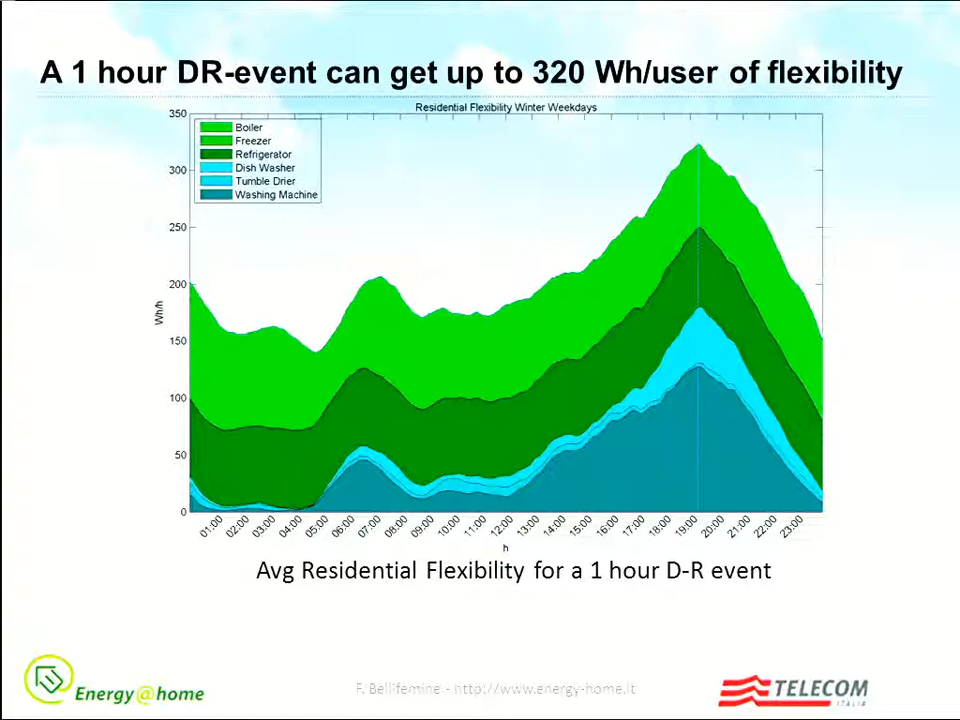 A 1 hour DR-event can get up to 320 Wh/user of flexibility
Residential Flexibility Winter Weekdays
350
300
250
200
150
100
50
0
Wh/h
Boiler
Freezer
Refrigerator
Dish Washer
Tumble Drier
Washing Machine
01:00 02:00 03:00 04:00 05:00 06:00 07:00 08:00 09:00 10:00 11:00 12:00 13:00 14:00 15:00 16:00 17:00 18:00 19:00 20:00 21:00 22:00 23:00
h
Avg Residential Flexibility for a 1 hour D-R event
Energy@home
F. Bellifemine - http://www.energy-home.it
TELECOM
ITALIA